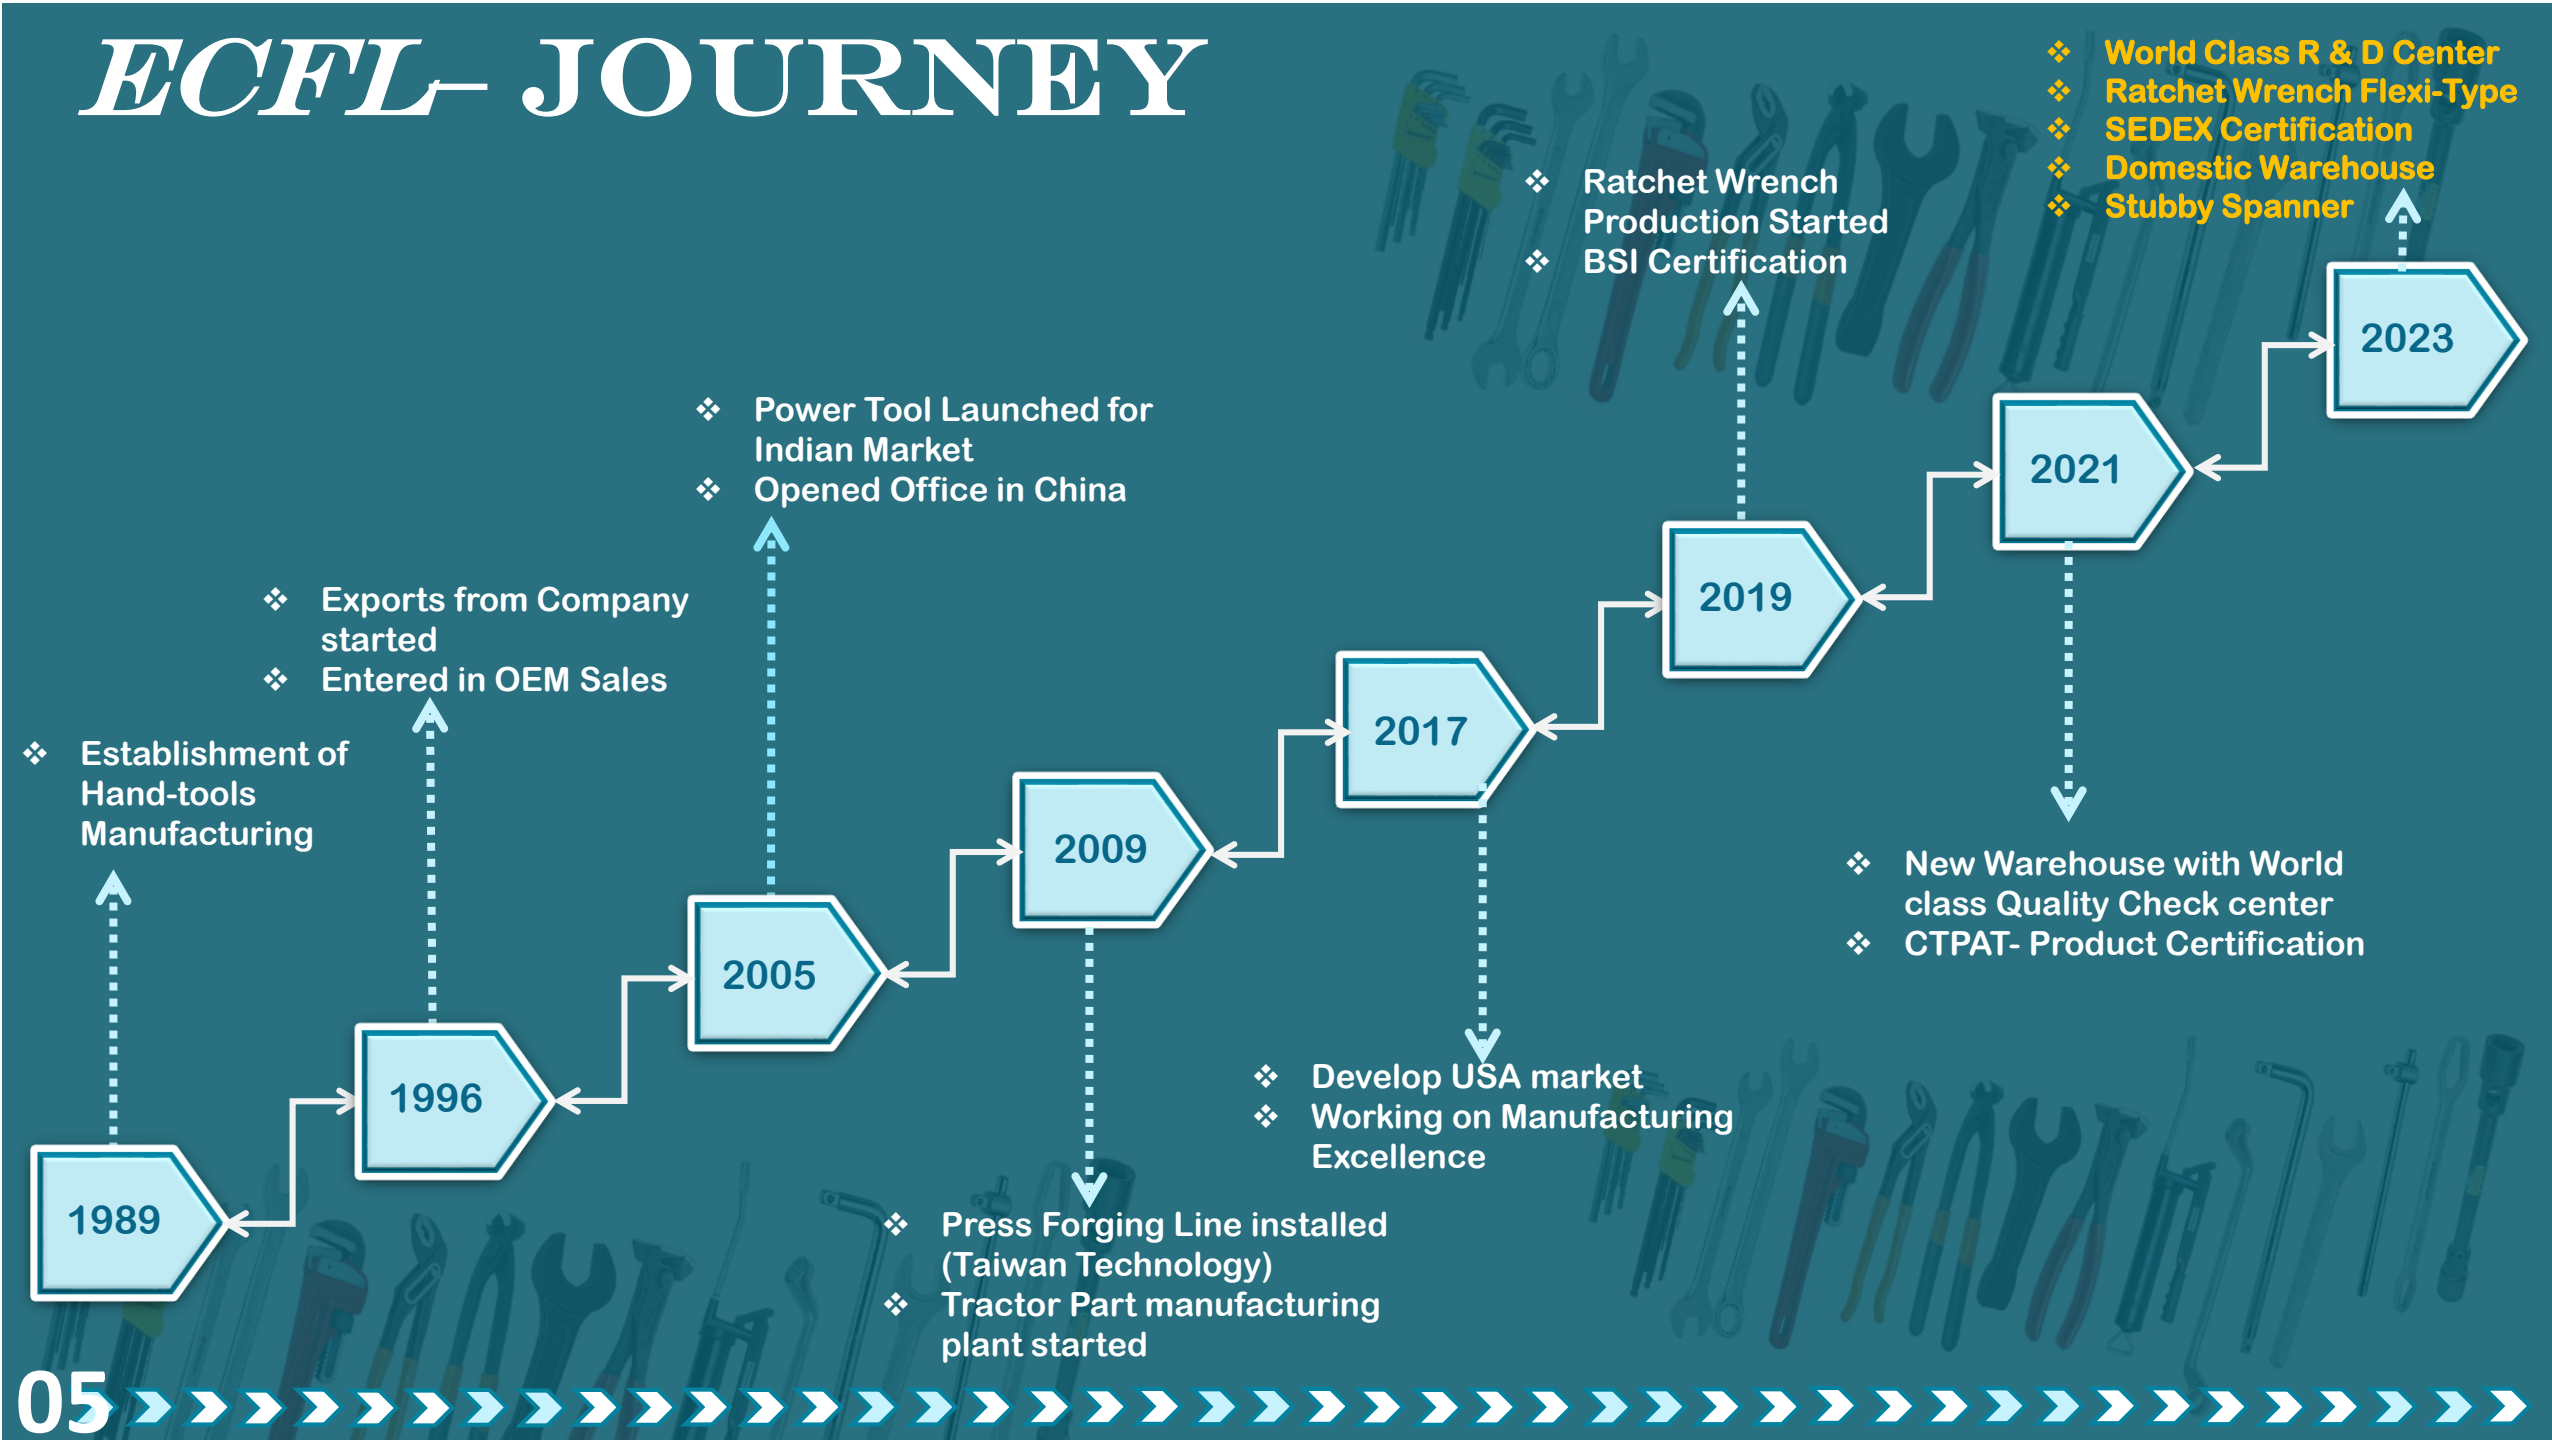 ECFL– JOURNEY
World Class R & D Center
Ratchet Wrench Flexi-Type
SEDEX Certification
Domestic Warehouse
Stubby Spanner
Ratchet Wrench
Production Started
BSI Certification
2023
Power Tool Launched for
Indian Market
Opened Office in China
2021
Exports from Company
started
Entered in OEM Sales
2019
Establishment of
Hand-tools
Manufacturing
2017
2009
New Warehouse with World
class Quality Check center
CTPAT- Product Certification
2005
Develop USA market
Working on Manufacturing
Excellence
1996
1989
Press Forging Line installed
(Taiwan Technology)
Tractor Part manufacturing
plant started
05